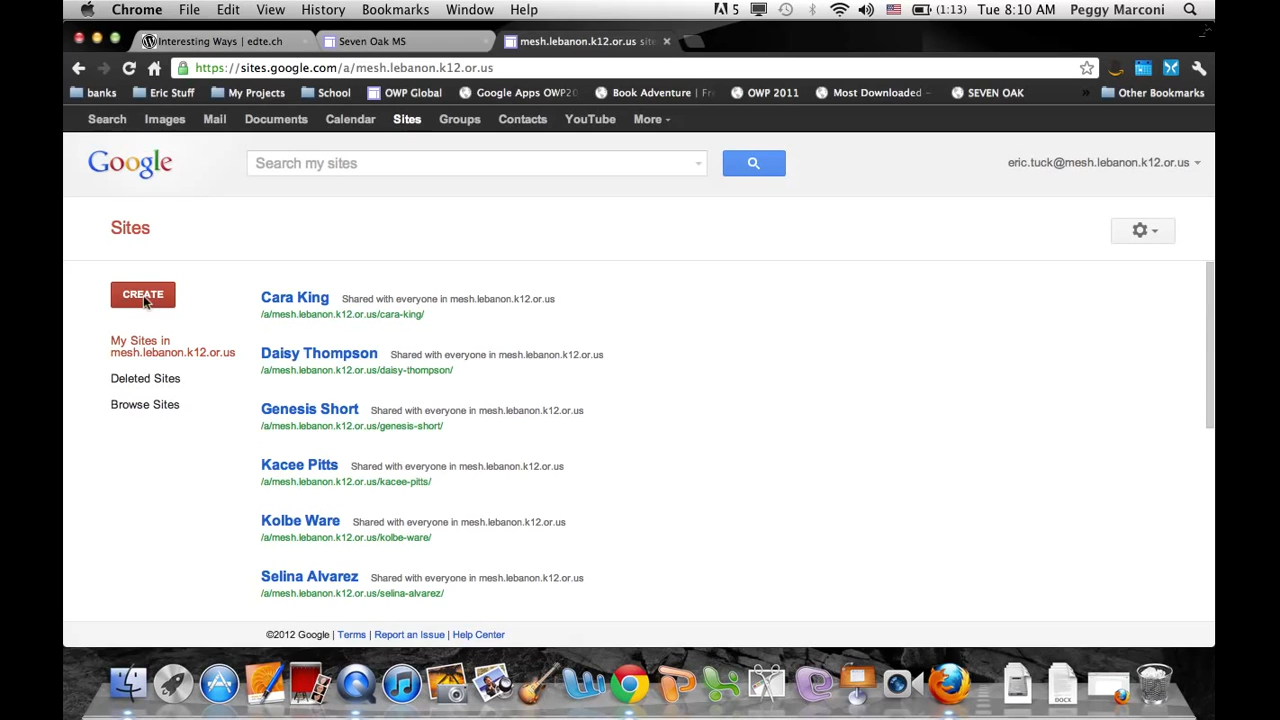 Chrome File Edit View History Bookmarks Window Help 5 (1:13) Tue 8:10 AM Peggy Marconi
Interesting Ways | edte.ch Seven Oak MS mesh.lebanon.k12.or.us site
https://sites.google.com/a/mesh.lebanon.k12.or.us
banks Eric Stuff My Projects School OWP Global Google Apps OWP20 Book Adventure | F OWP 2011 Most Downloaded SEVEN OAK » Other Bookmarks
Search Images Mail Documents Calendar Sites Groups Contacts YouTube More
Google Search my sites eric.tuck@mesh.lebanon.k12.or.us
Sites
CREATE
My Sites in
mesh.lebanon.k12.or.us
Deleted Sites
Browse Sites
Cara King Shared with everyone in mesh.lebanon.k12.or.us
/a/mesh.lebanon.k12.or.us/cara-king/
Daisy Thompson Shared with everyone in mesh.lebanon.k12.or.us
/a/mesh.lebanon.k12.or.us/daisy-thompson/
Genesis Short Shared with everyone in mesh.lebanon.k12.or.us
/a/mesh.lebanon.k12.or.us/genesis-short/
Kacee Pitts Shared with everyone in mesh.lebanon.k12.or.us
/a/mesh.lebanon.k12.or.us/kacee-pitts/
Kolbe Ware Shared with everyone in mesh.lebanon.k12.or.us
/a/mesh.lebanon.k12.or.us/kolbe-ware/
Selina Alvarez Shared with everyone in mesh.lebanon.k12.or.us
/a/mesh.lebanon.k12.or.us/selina-alvarez/
©2012 Google | Terms | Report an Issue | Help Center
DOCX